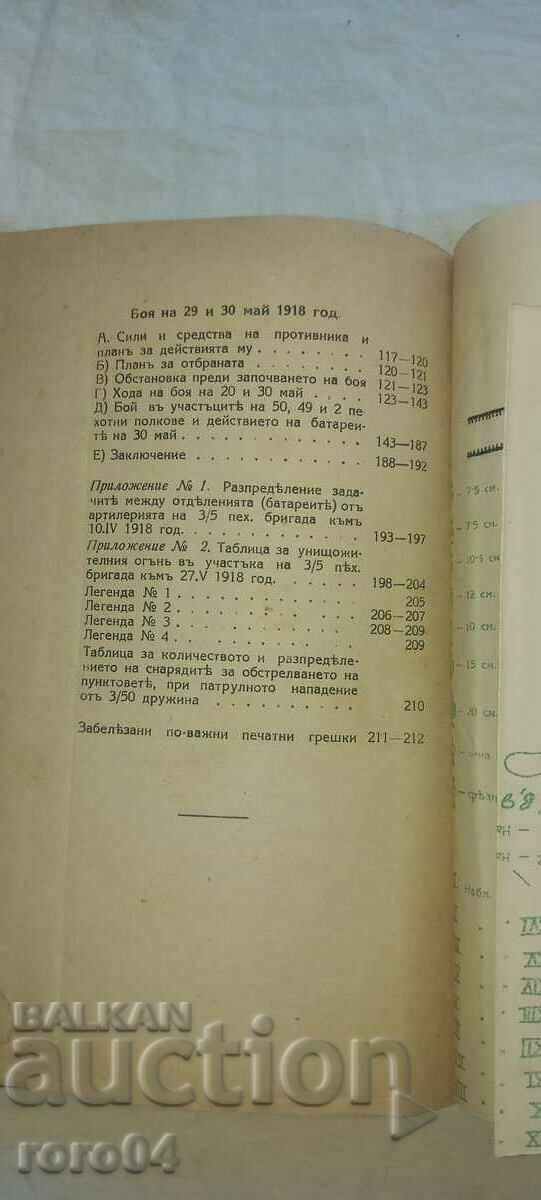 Боя на 29 и 30 май 1918 год.
А. Сили и средства на противника и
планъ за действията му . . . . . . . . 117—120
Б) Планъ за отбраната . . . . . . . . 120—121
В) Обстановка преди започването на боя 121—123
Г) Хода на боя на 20 и 30 май . . . . 123—143
Д) Бой въ участъцитѣ на 50, 49 и 2 пе-
хотни полкове и действието на батареи-
тѣ на 30 май . . . . . . . . . . . . 143—187
Е) Заключение . . . . . . . . . . . 188—192
Приложение № 1. Разпредѣление зада-
читѣ между отдѣленията (батареитѣ) отъ
артилерията на 3/5 пех. бригада къмъ
10.IV 1918 год. . . . . . . . . . . . 193—197
Приложение № 2. Таблица за унищожи-
телния огънь въ участъка на 3/5 пѣх.
бригада къмъ 27.V 1918 год. . . . . . 198—204
Легенда № 1 . . . . . . . . . . . . 205
Легенда № 2 . . . . . . . . . . . . 206—207
Легенда № 3 . . . . . . . . . . . . 208—209
Легенда № 4 . . . . . . . . . . . . 209
Таблица за количеството и разпредѣле-
нието на снарядитѣ за обстрелването на
пунктоветѣ, при патрулното нападение
отъ 3/50 дружина . . . . . . . . . . 210
Забелѣзани по-важни печатни грешки 211—212
7·5 см.
7·5 см.
10·5 см
12 см.
10 см.
15 см.
20 см.
Набл.
BALKAN
auction
roro04